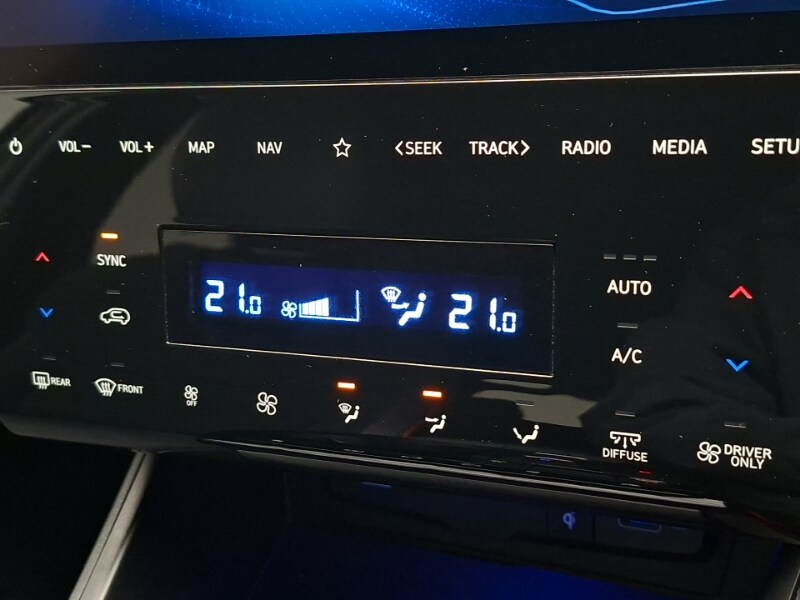 VOL− VOL+ MAP NAV <SEEK TRACK> RADIO MEDIA SETU
SYNC
21.0 21.0
AUTO
A/C
REAR FRONT
OFF
DIFFUSE
DRIVER
ONLY